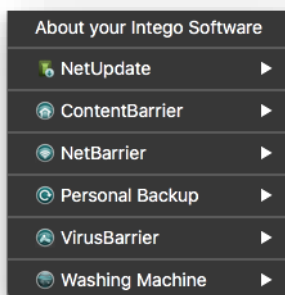 About your Intego Software
NetUpdate
ContentBarrier
NetBarrier
Personal Backup
VirusBarrier
Washing Machine